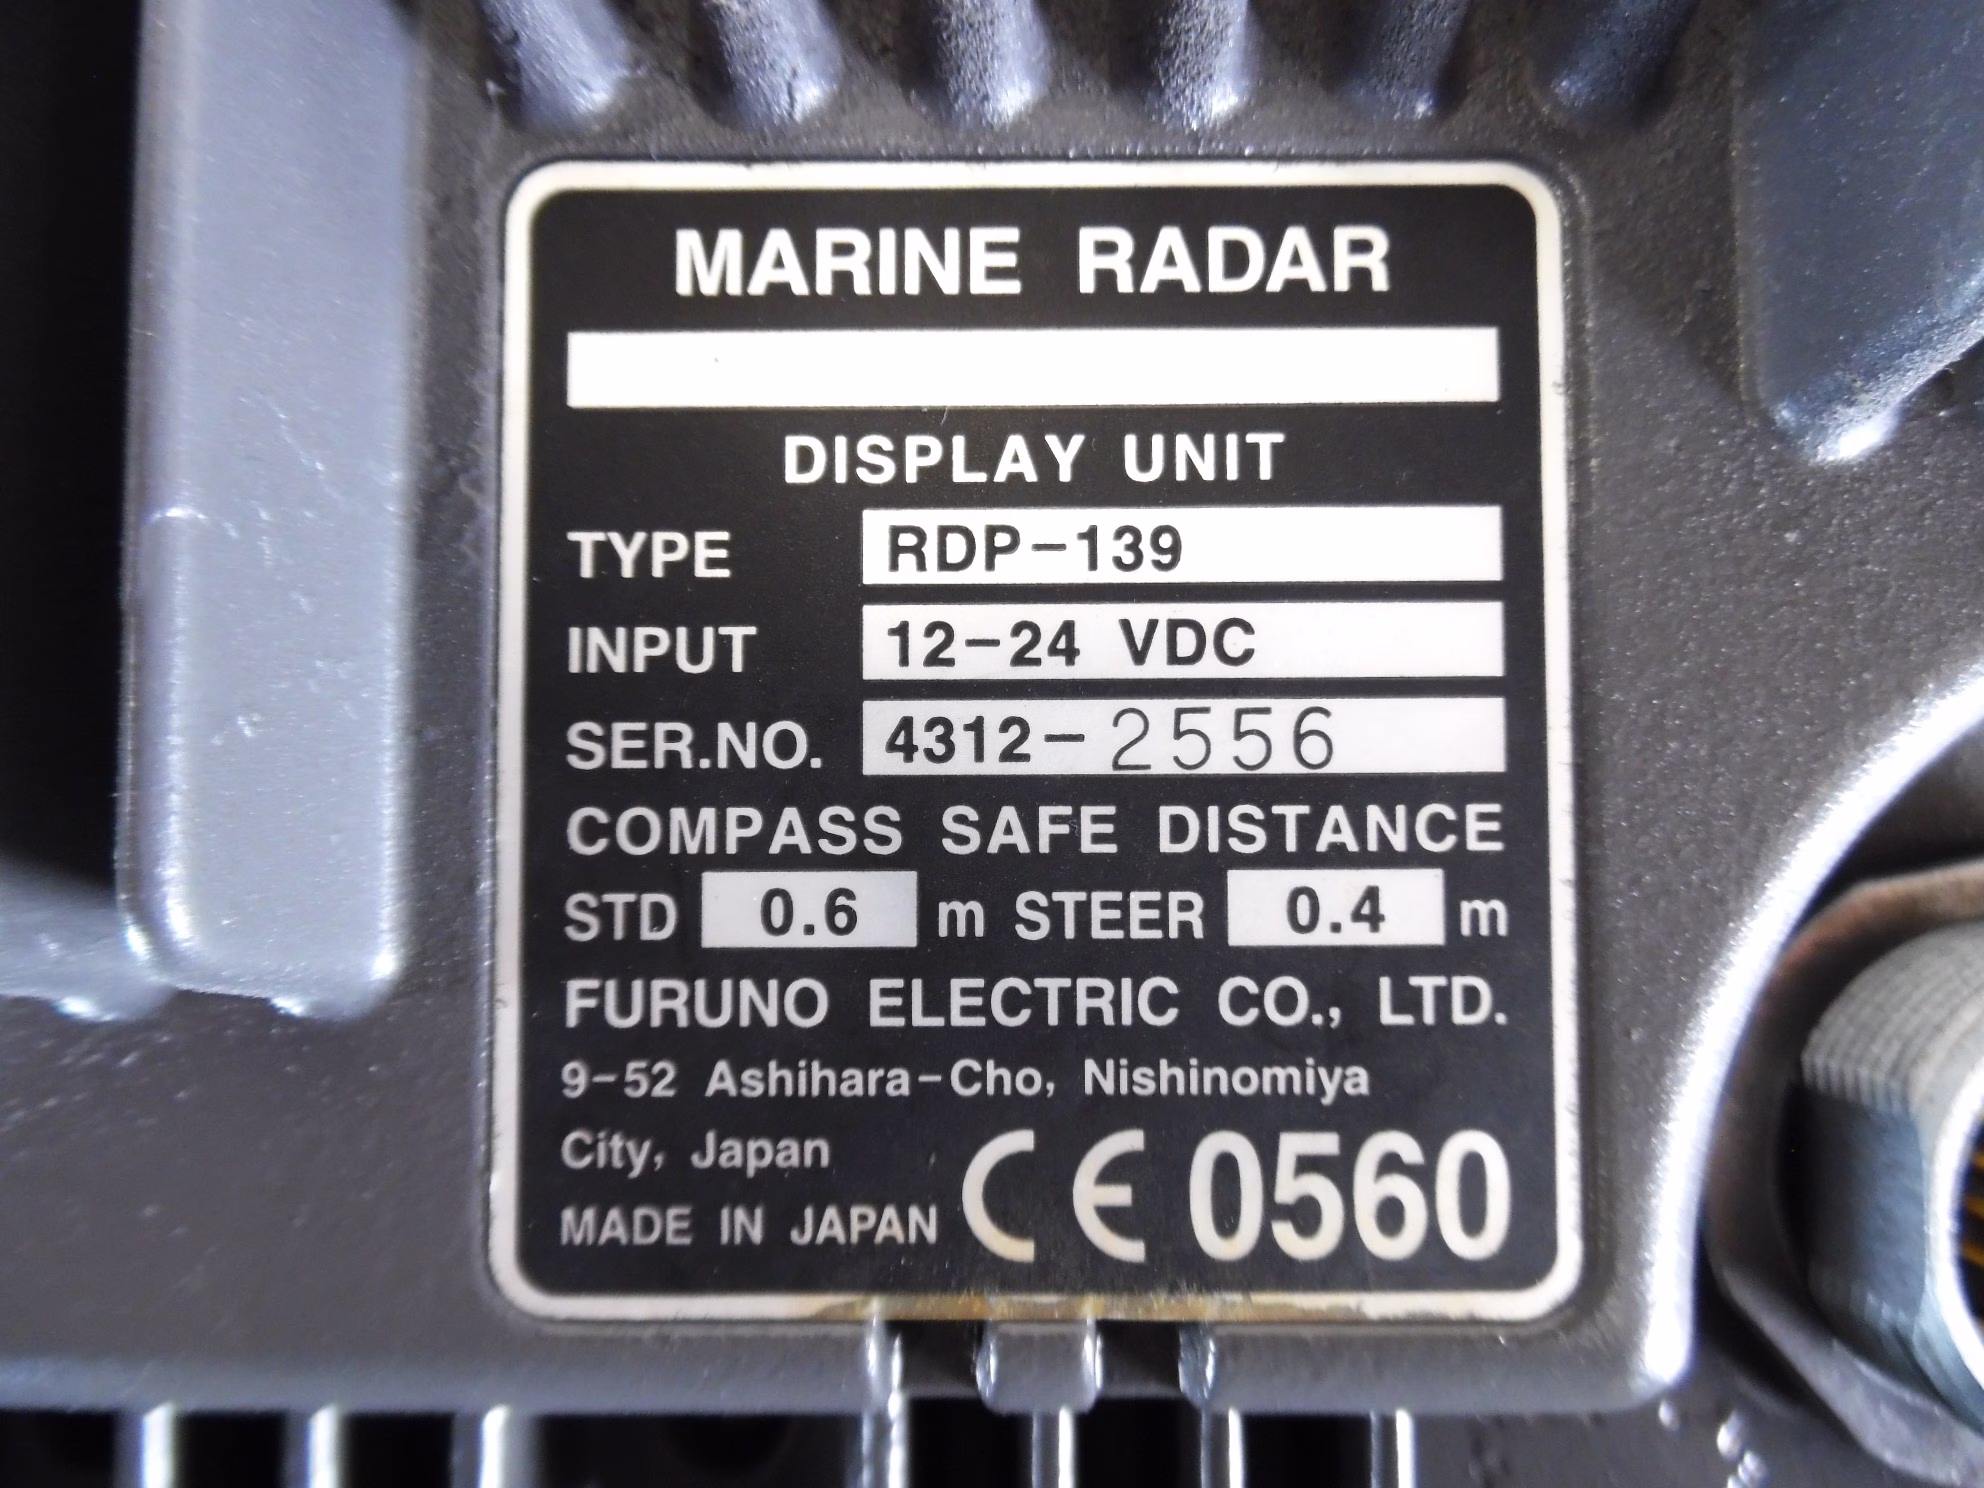 MARINE RADAR
DISPLAY UNIT
TYPE RDP-139
INPUT 12-24 VDC
SER.NO. 4312-2556
COMPASS SAFE DISTANCE
STD 0.6 m STEER 0.4 m
FURUNO ELECTRIC CO., LTD.
9-52 Ashihara-Cho, Nishinomiya
City, Japan
MADE IN JAPAN CE 0560